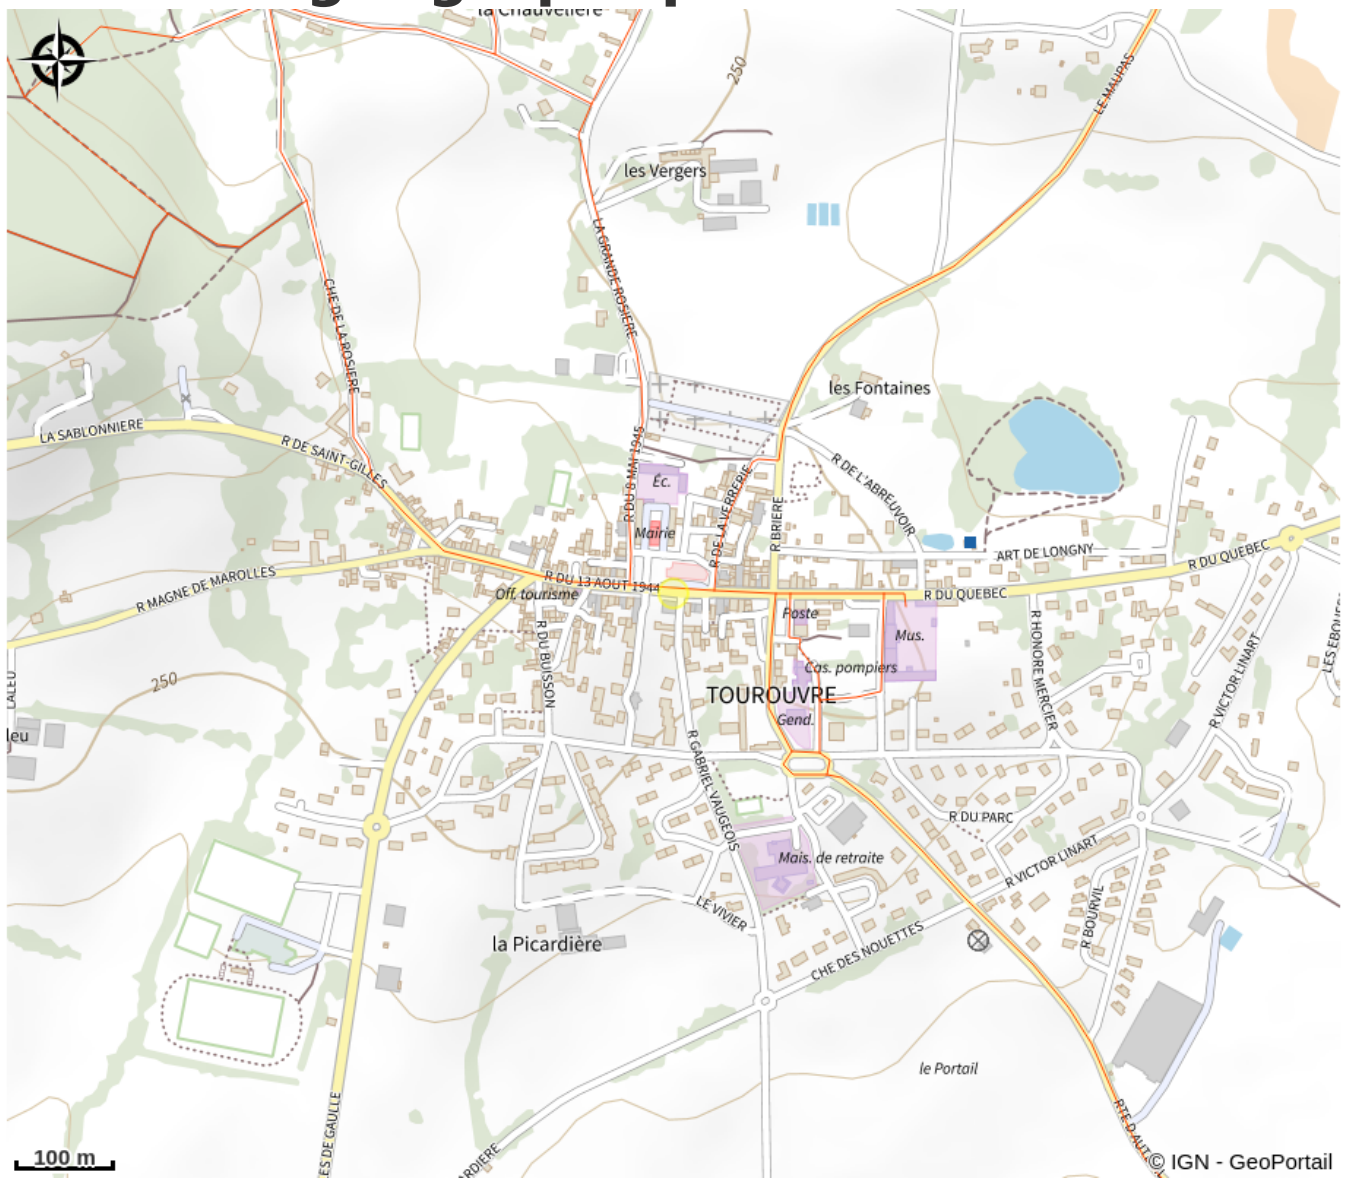 la Chauvelière
250
LE MAUPAS
les Vergers
LA GRANDE ROSIERE
CHE DE LA ROSIERE
les Fontaines
LA SABLONNIERE
R DE SAINT-GILLES
R DU 8 MAI 1945
Éc.
R DE LA VERRERIE
R DE L'ABREUVOIR
R BRIERE
Mairie
ART DE LONGNY
R DU QUEBEC
R MAGNE DE MAROLLES
R DU 13 AOUT 1944
Off. tourisme
R DU QUEBEC
Poste
Mus.
R DU BUISSON
R HONORE MERCIER
R VICTOR LINART
Cas. pompiers
250
LALEU
TOUROUVRE
Gend.
leu
R GABRIEL VAUGEOIS
R DU PARC
Mais. de retraite
R VICTOR LINART
LE VIVIER
R BOURVIL
la Picardière
CHE DES NOUETTES
le Portail
ES DE GAULLE
ARDIERE
100 m
© IGN - GeoPortail